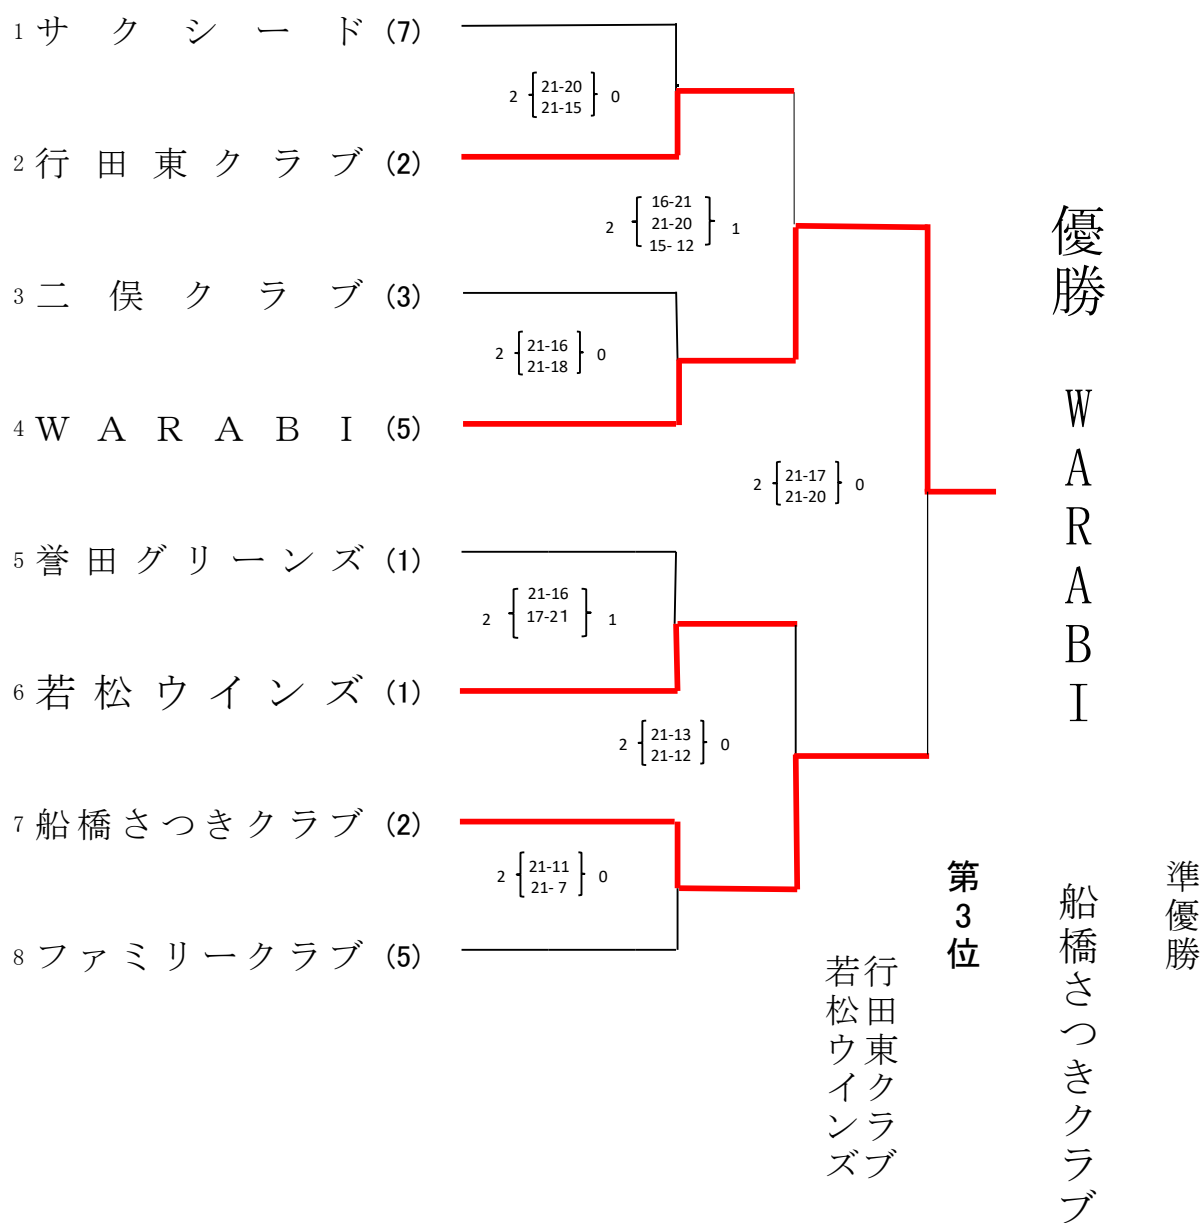 1 サクシード (7)
2 { 21-20 } 0
21-15
2 行田東クラブ (2)
2 { 16-21 } 1
21-20
15- 12
3 二俣クラブ (3)
2 { 21-16 } 0
21-18
4 ＷＡＲＡＢＩ (5)
2 { 21-17 } 0
21-20
5 誉田グリーンズ (1)
2 { 21-16 } 1
17-21
6 若松ウインズ (1)
2 { 21-13 } 0
21-12
7 船橋さつきクラブ (2)
2 { 21-11 } 0
21- 7
8 ファミリークラブ (5)
優勝　ＷＡＲＡＢＩ
準優勝
船橋さつきクラブ
第3位
行田東クラブ
若松ウインズ